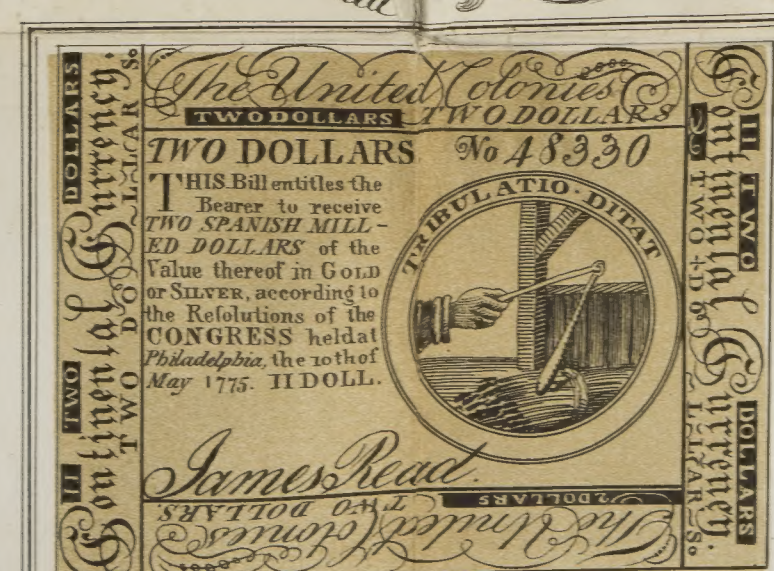 The United Colonies
TWO DOLLARS TWO DOLLARS
TWO DOLLARS No 48330
THIS Bill entitles the
Bearer to receive
TWO SPANISH MILL-
ED DOLLARS of the
Value thereof in GOLD
or SILVER, according to
the Resolutions of the
CONGRESS held at
Philadelphia, the 10th of
May 1775. II DOLL.
TRIBULATIO · DITAT
James Read.
2 DOLLARS TWO DOLLARS
The United Colonies
II TWO DOLLARS
Continental Currency.
TWO DOLLARS
II TWO DOLLARS
Continental Currency.